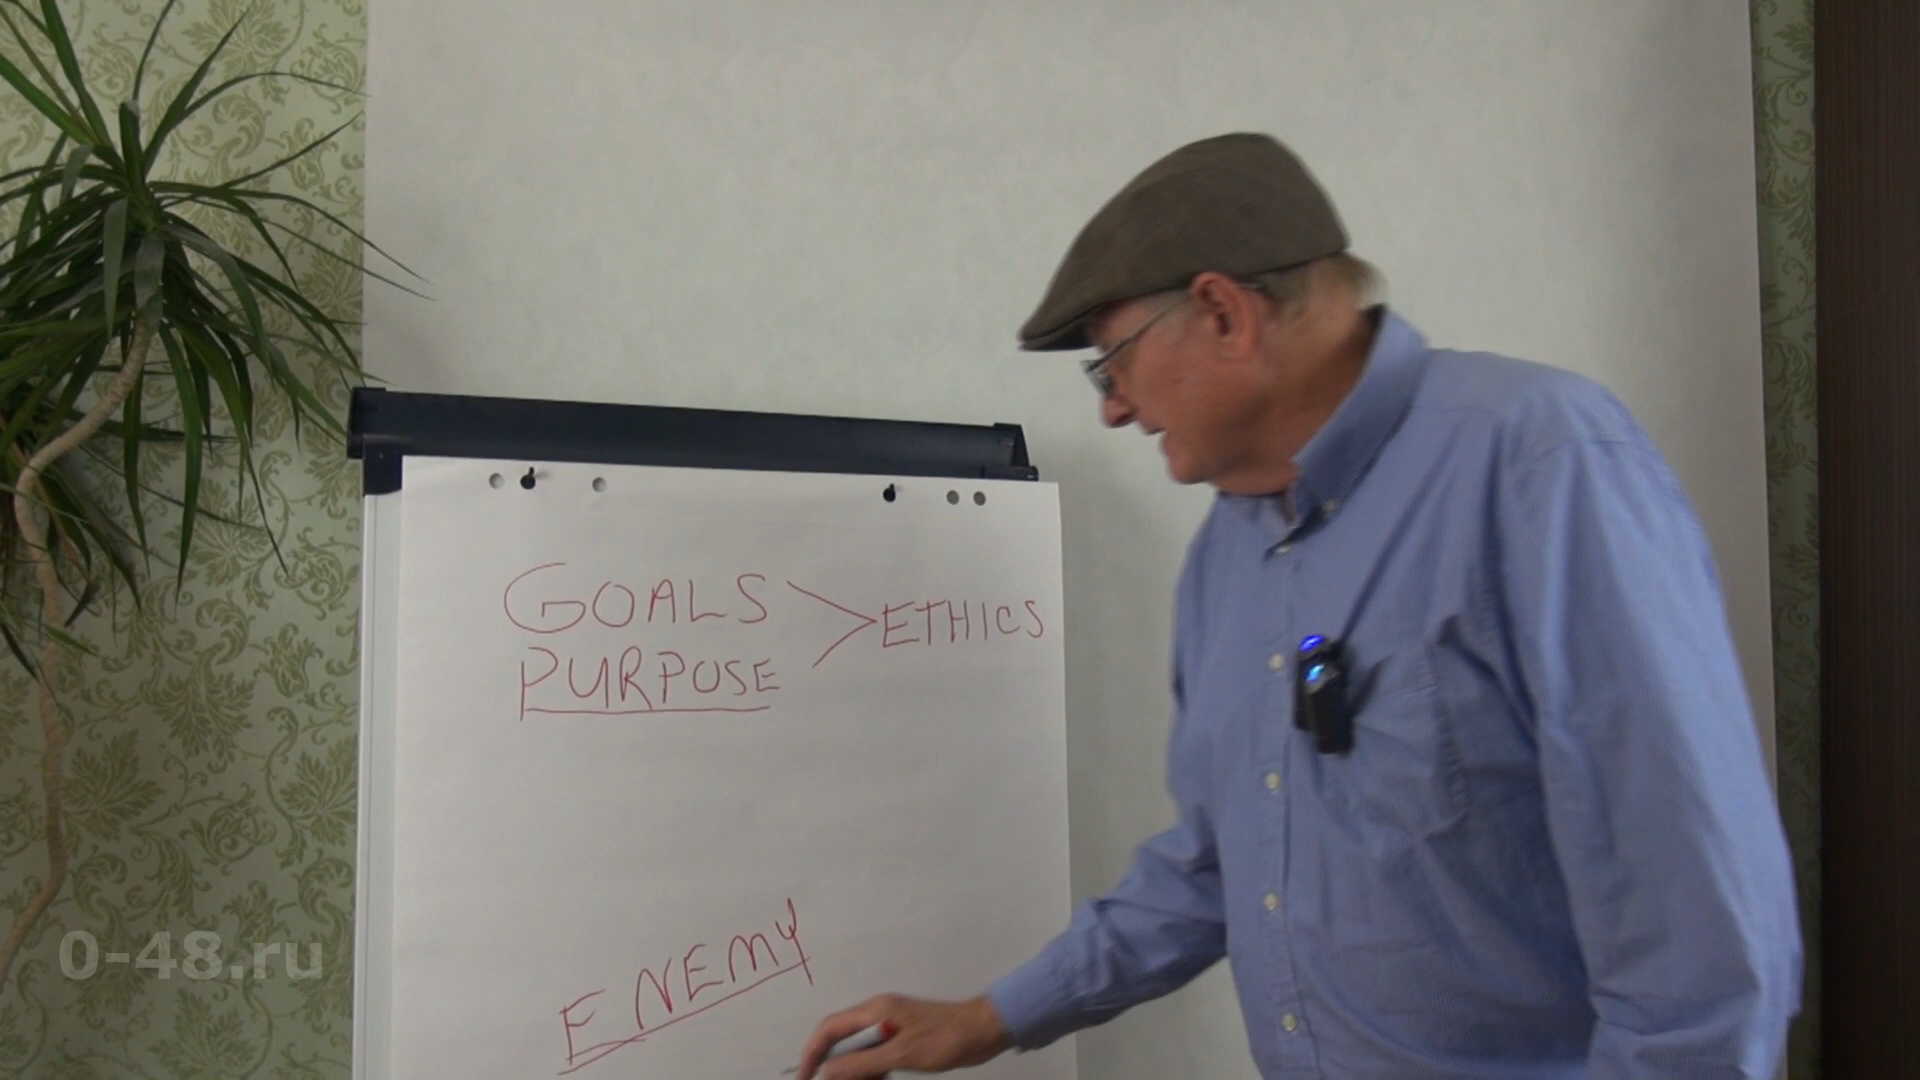 GOALS
PURPOSE
ETHICS
ENEMY
0-48.ru